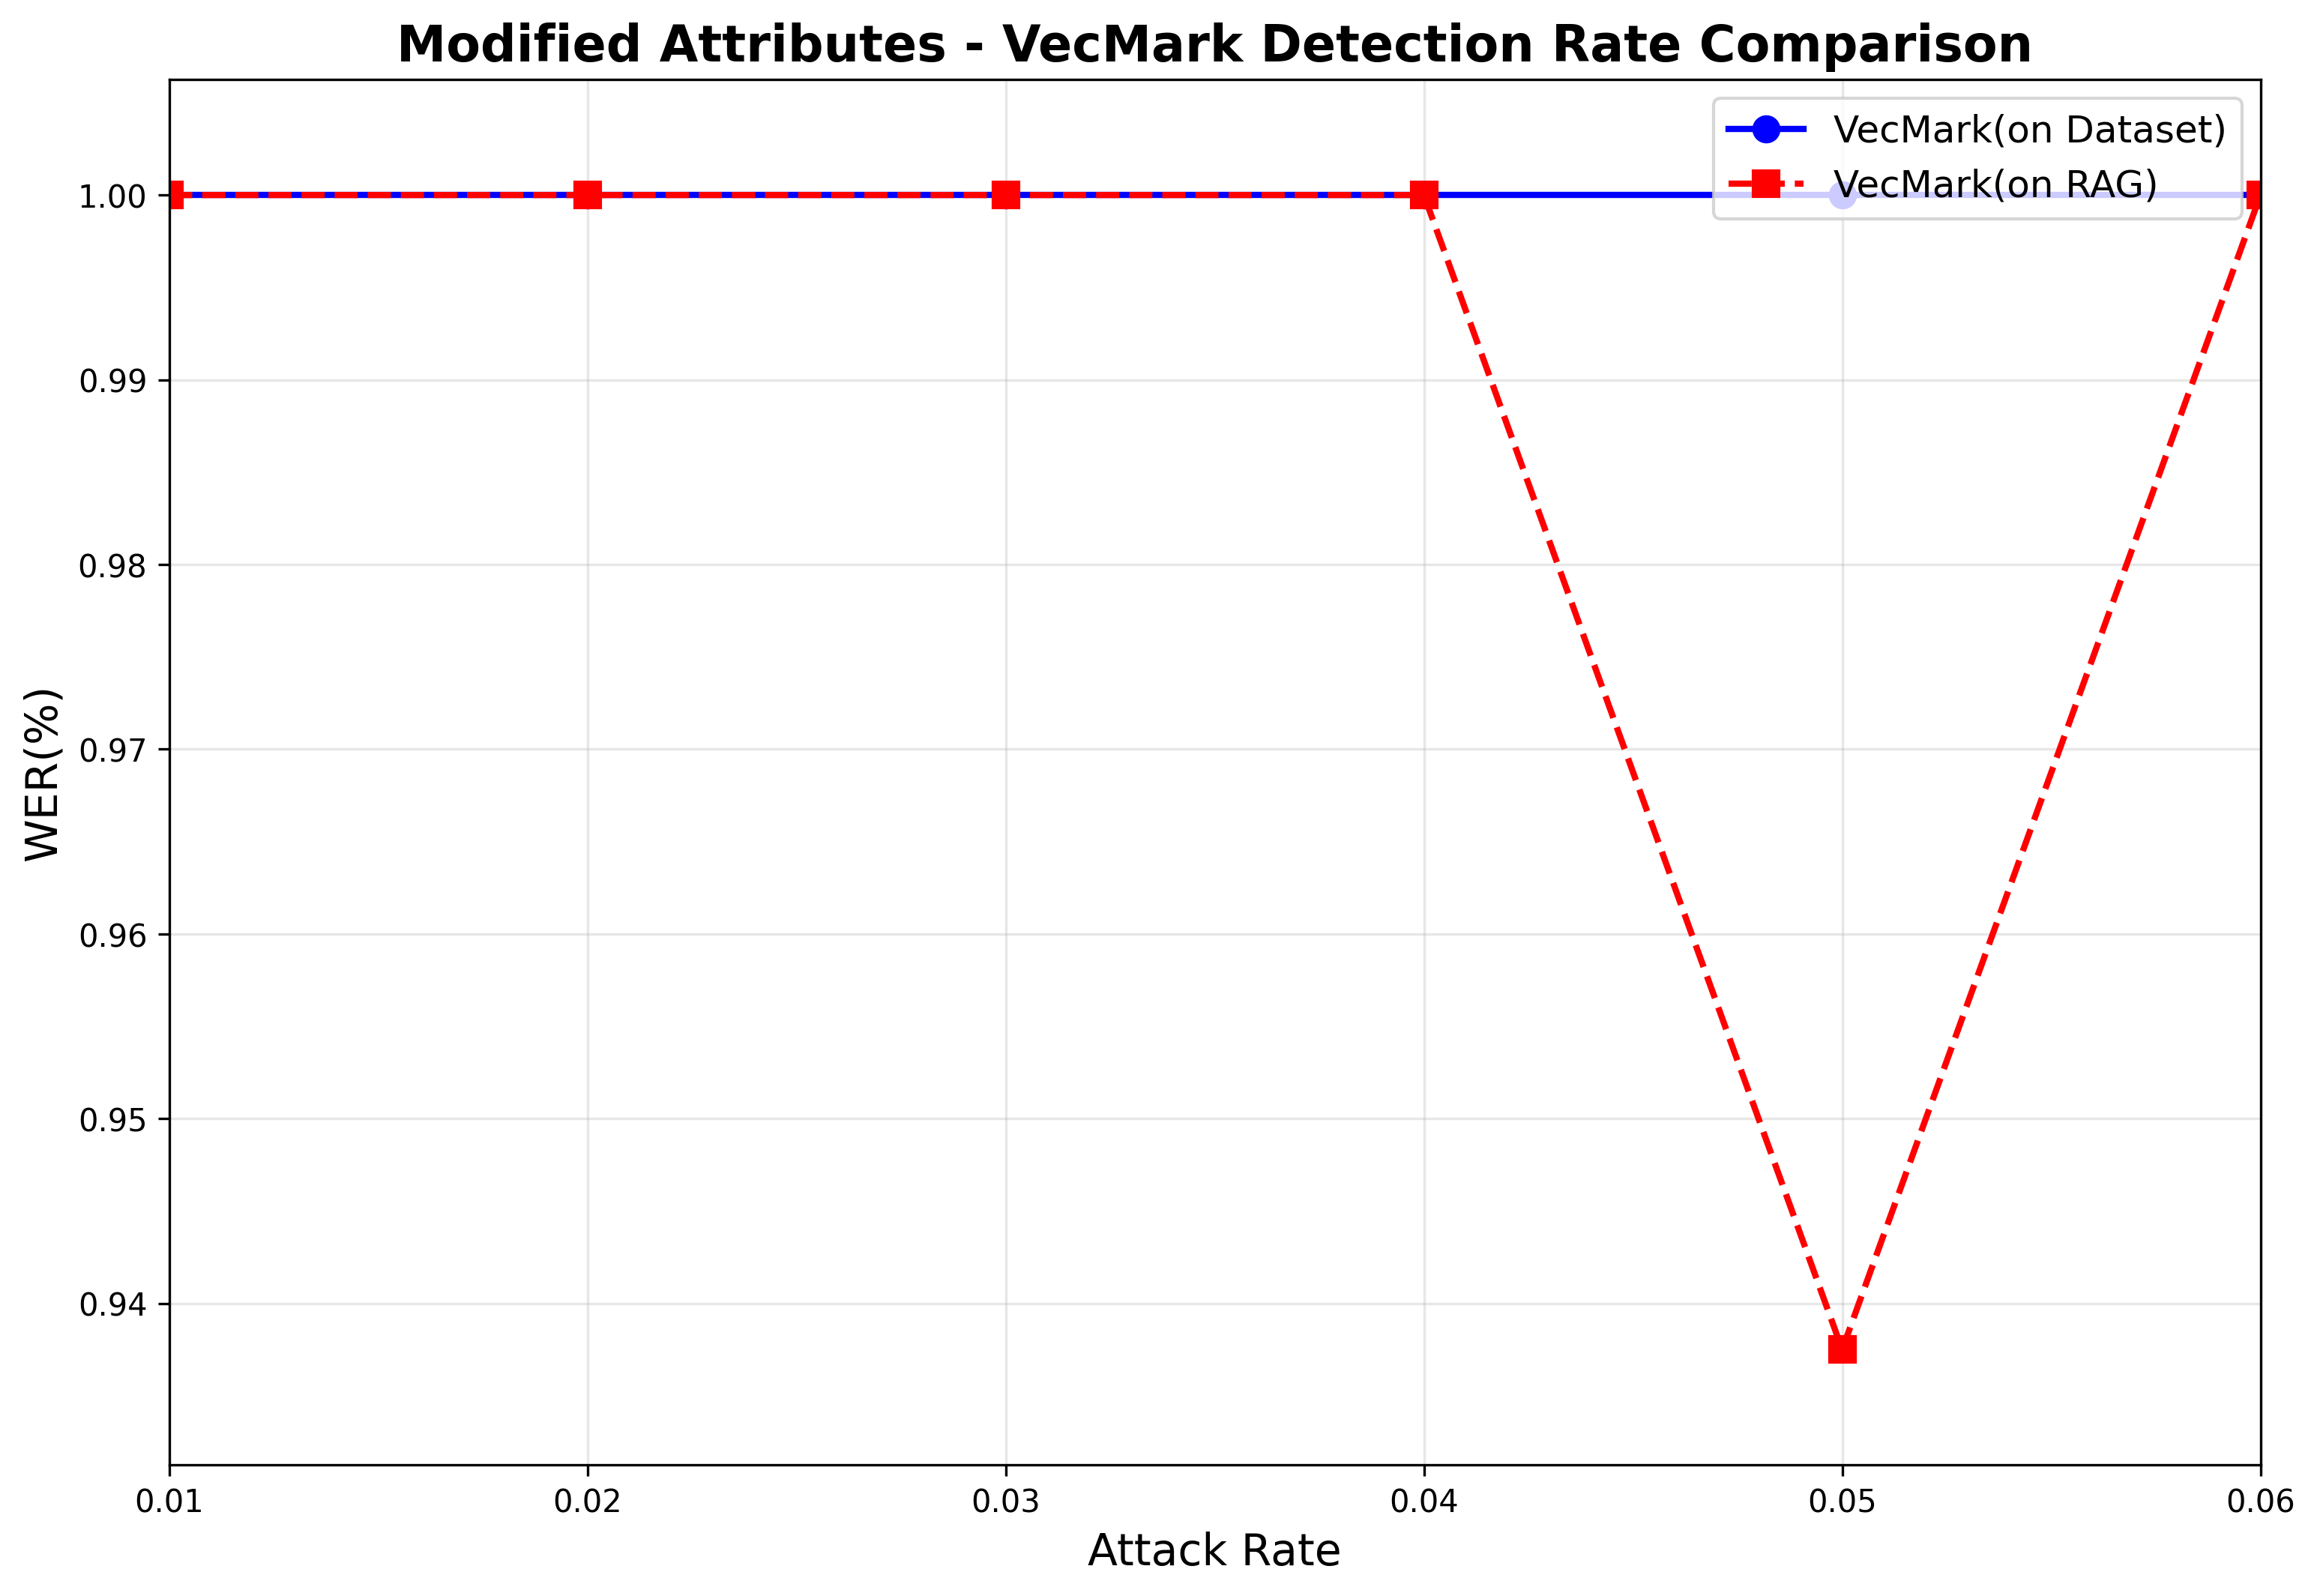 Modified Attributes - VecMark Detection Rate Comparison
VecMark(on Dataset)
VecMark(on RAG)
1.00
0.99
0.98
0.97
0.96
0.95
0.94
WER(%)
0.01 0.02 0.03 0.04 0.05 0.06
Attack Rate